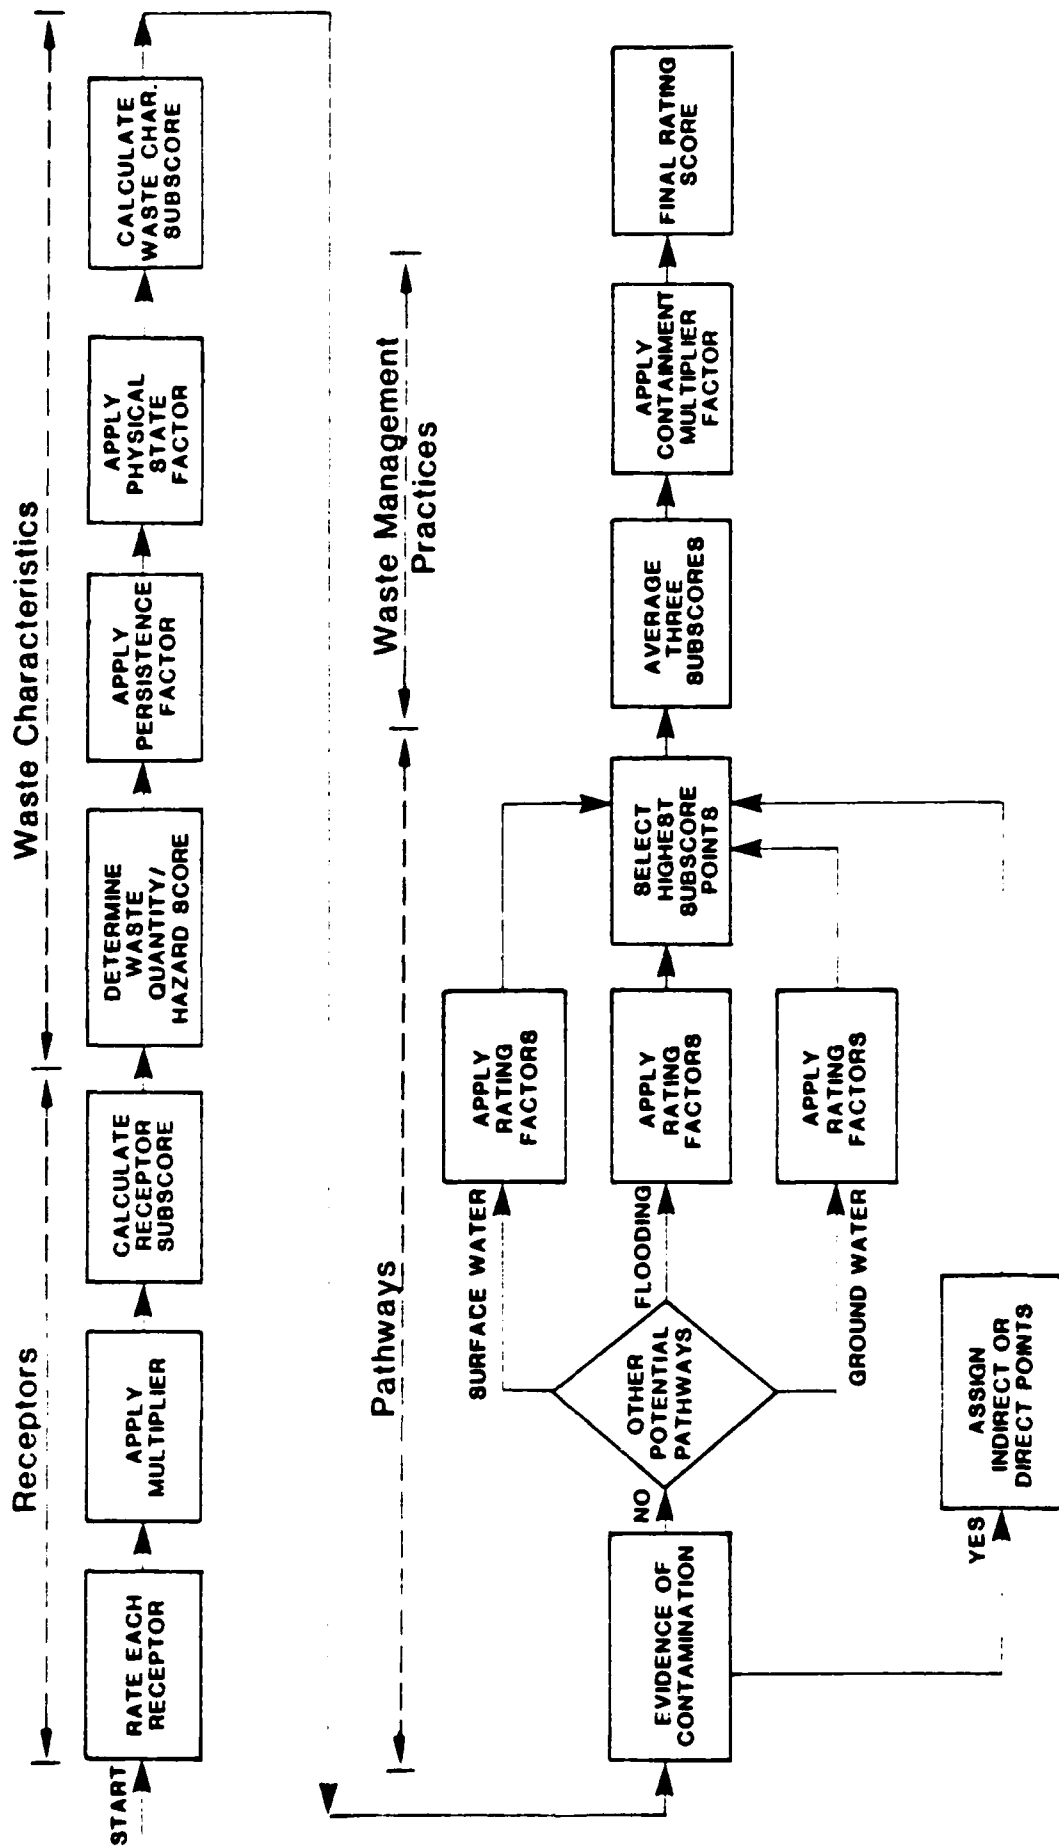 Receptors
Waste Characteristics
START
RATE EACH
RECEPTOR
APPLY
MULTIPLIER
CALCULATE
RECEPTOR
SUBSCORE
DETERMINE
WASTE
QUANTITY/
HAZARD SCORE
APPLY
PERSISTENCE
FACTOR
APPLY
PHYSICAL
STATE
FACTOR
CALCULATE
WASTE CHAR.
SUBSCORE
Pathways
Waste Management
Practices
EVIDENCE OF
CONTAMINATION
NO
OTHER
POTENTIAL
PATHWAYS
SURFACE WATER
APPLY
RATING
FACTORS
FLOODING
APPLY
RATING
FACTORS
GROUND WATER
APPLY
RATING
FACTORS
YES
ASSIGN
INDIRECT OR
DIRECT POINTS
SELECT
HIGHEST
SUBSCORE
POINTS
AVERAGE
THREE
SUBSCORES
APPLY
CONTAINMENT
MULTIPLIER
FACTOR
FINAL RATING
SCORE